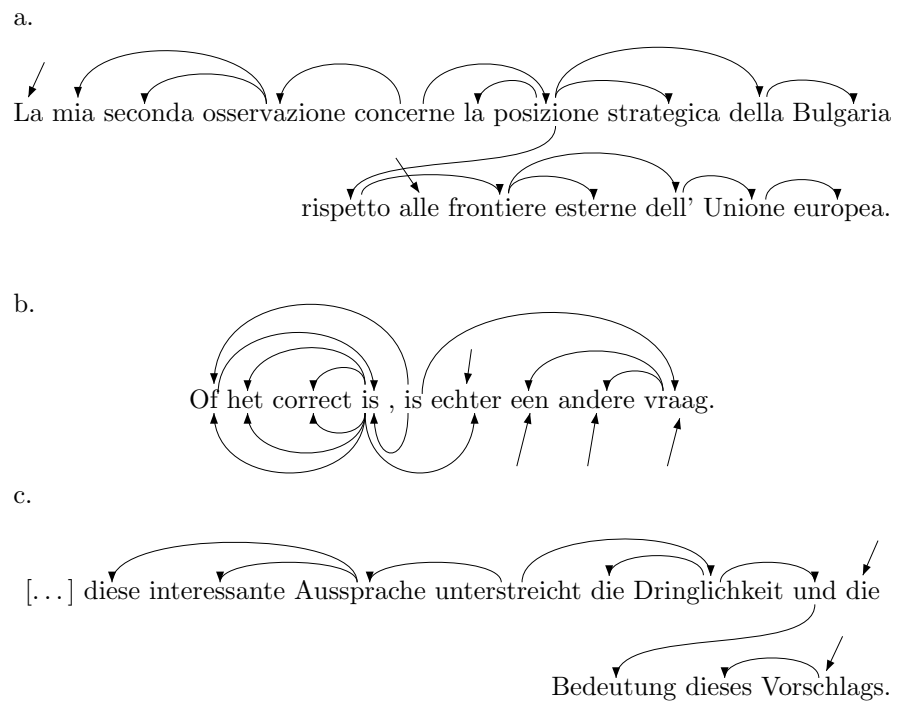 a.
La mia seconda osservazione concerne la posizione strategica della Bulgaria
rispetto alle frontiere esterne dell' Unione europea.
b.
Of het correct is , is echter een andere vraag.
c.
[...] diese interessante Aussprache unterstreicht die Dringlichkeit und die
Bedeutung dieses Vorschlags.